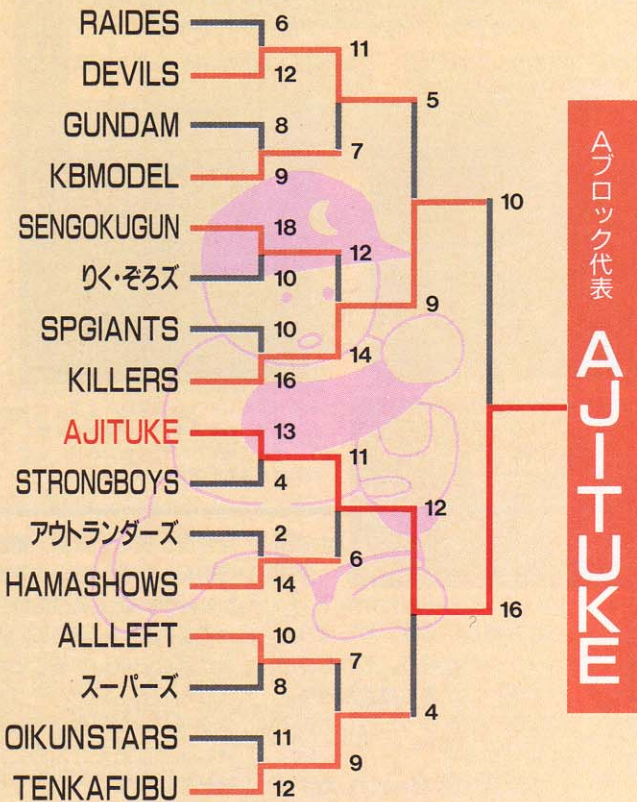 RAIDES 6
DEVILS 12
11
GUNDAM 8
KBMODEL 9
7
5
SENGOKUGUN 18
りく・ぞろズ 10
12
SPGIANTS 10
KILLERS 16
14
9
10
AJITUKE 13
STRONGBOYS 4
11
アウトランダーズ 2
HAMASHOWS 14
6
12
ALLLEFT 10
スーパーズ 8
7
OIKUNSTARS 11
TENKAFUBU 12
9
4
16
Aブロック代表 AJITUKE